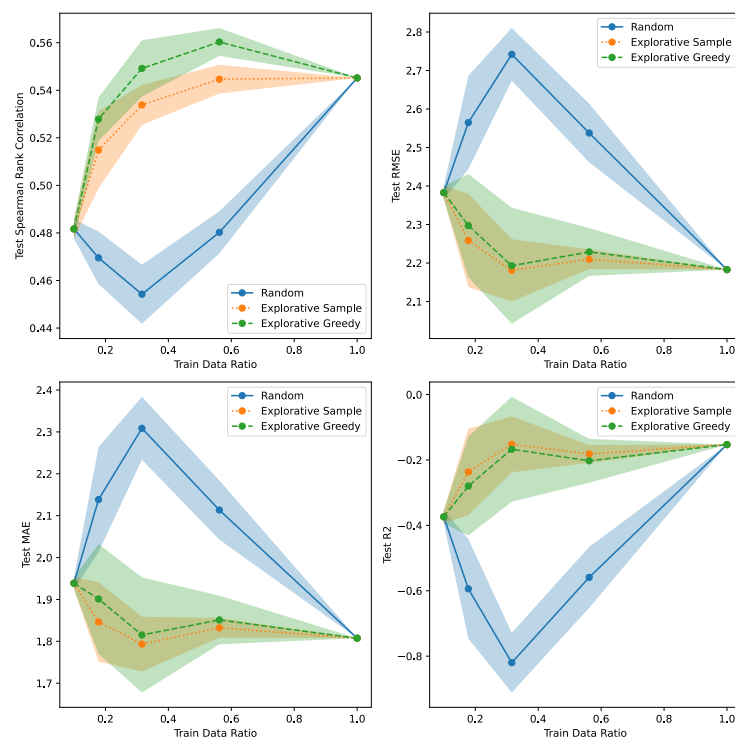 0.56
0.54
0.52
0.50
0.48
0.46
0.44
Test Spearman Rank Correlation
Random
Explorative Sample
Explorative Greedy
0.2
0.4
0.6
0.8
1.0
Train Data Ratio
2.8
2.7
2.6
2.5
2.4
2.3
2.2
2.1
Test RMSE
Random
Explorative Sample
Explorative Greedy
0.2
0.4
0.6
0.8
1.0
Train Data Ratio
2.4
2.3
2.2
2.1
2.0
1.9
1.8
1.7
Test MAE
Random
Explorative Sample
Explorative Greedy
0.2
0.4
0.6
0.8
1.0
Train Data Ratio
0.0
−0.2
−0.4
−0.6
−0.8
Test R2
Random
Explorative Sample
Explorative Greedy
0.2
0.4
0.6
0.8
1.0
Train Data Ratio